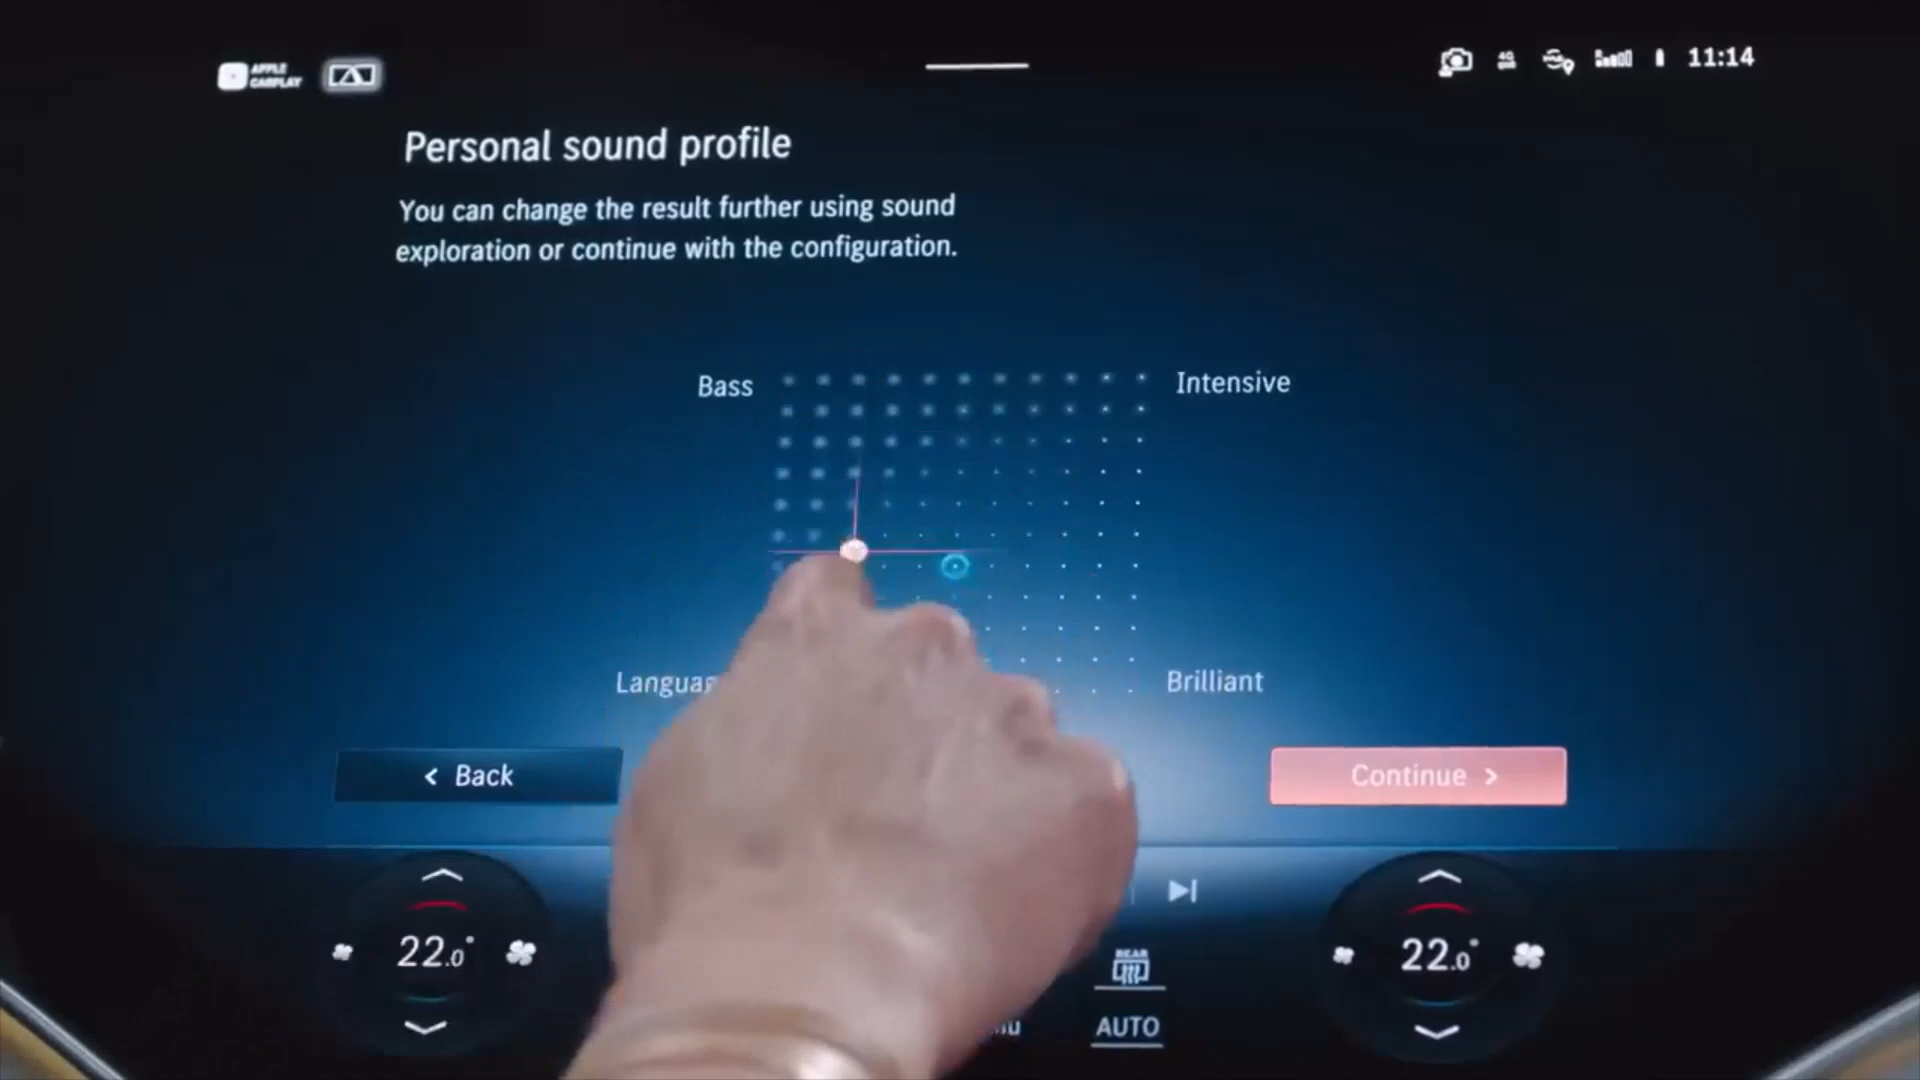 APPLE
CARPLAY
4G
11:14
Personal sound profile
You can change the result further using sound
exploration or continue with the configuration.
Bass
Intensive
Brilliant
Back
Continue
22.0°
22.0°
REAR
AUTO